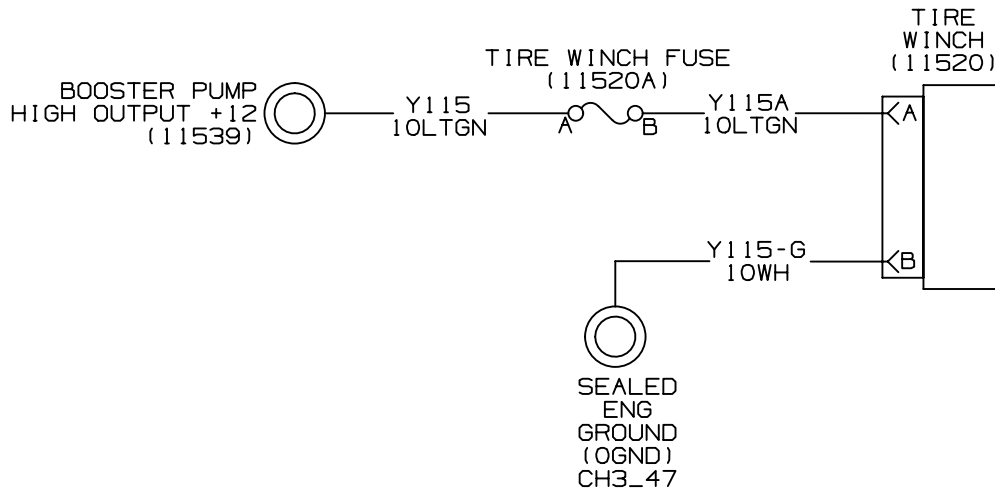 TIRE
WINCH
(11520)
TIRE WINCH FUSE
(11520A)
BOOSTER PUMP
HIGH OUTPUT +12
(11539)
Y115
10LTGN
A
B
Y115A
10LTGN
A
Y115-G
10WH
B
SEALED
ENG
GROUND
(0GND)
CH3_47